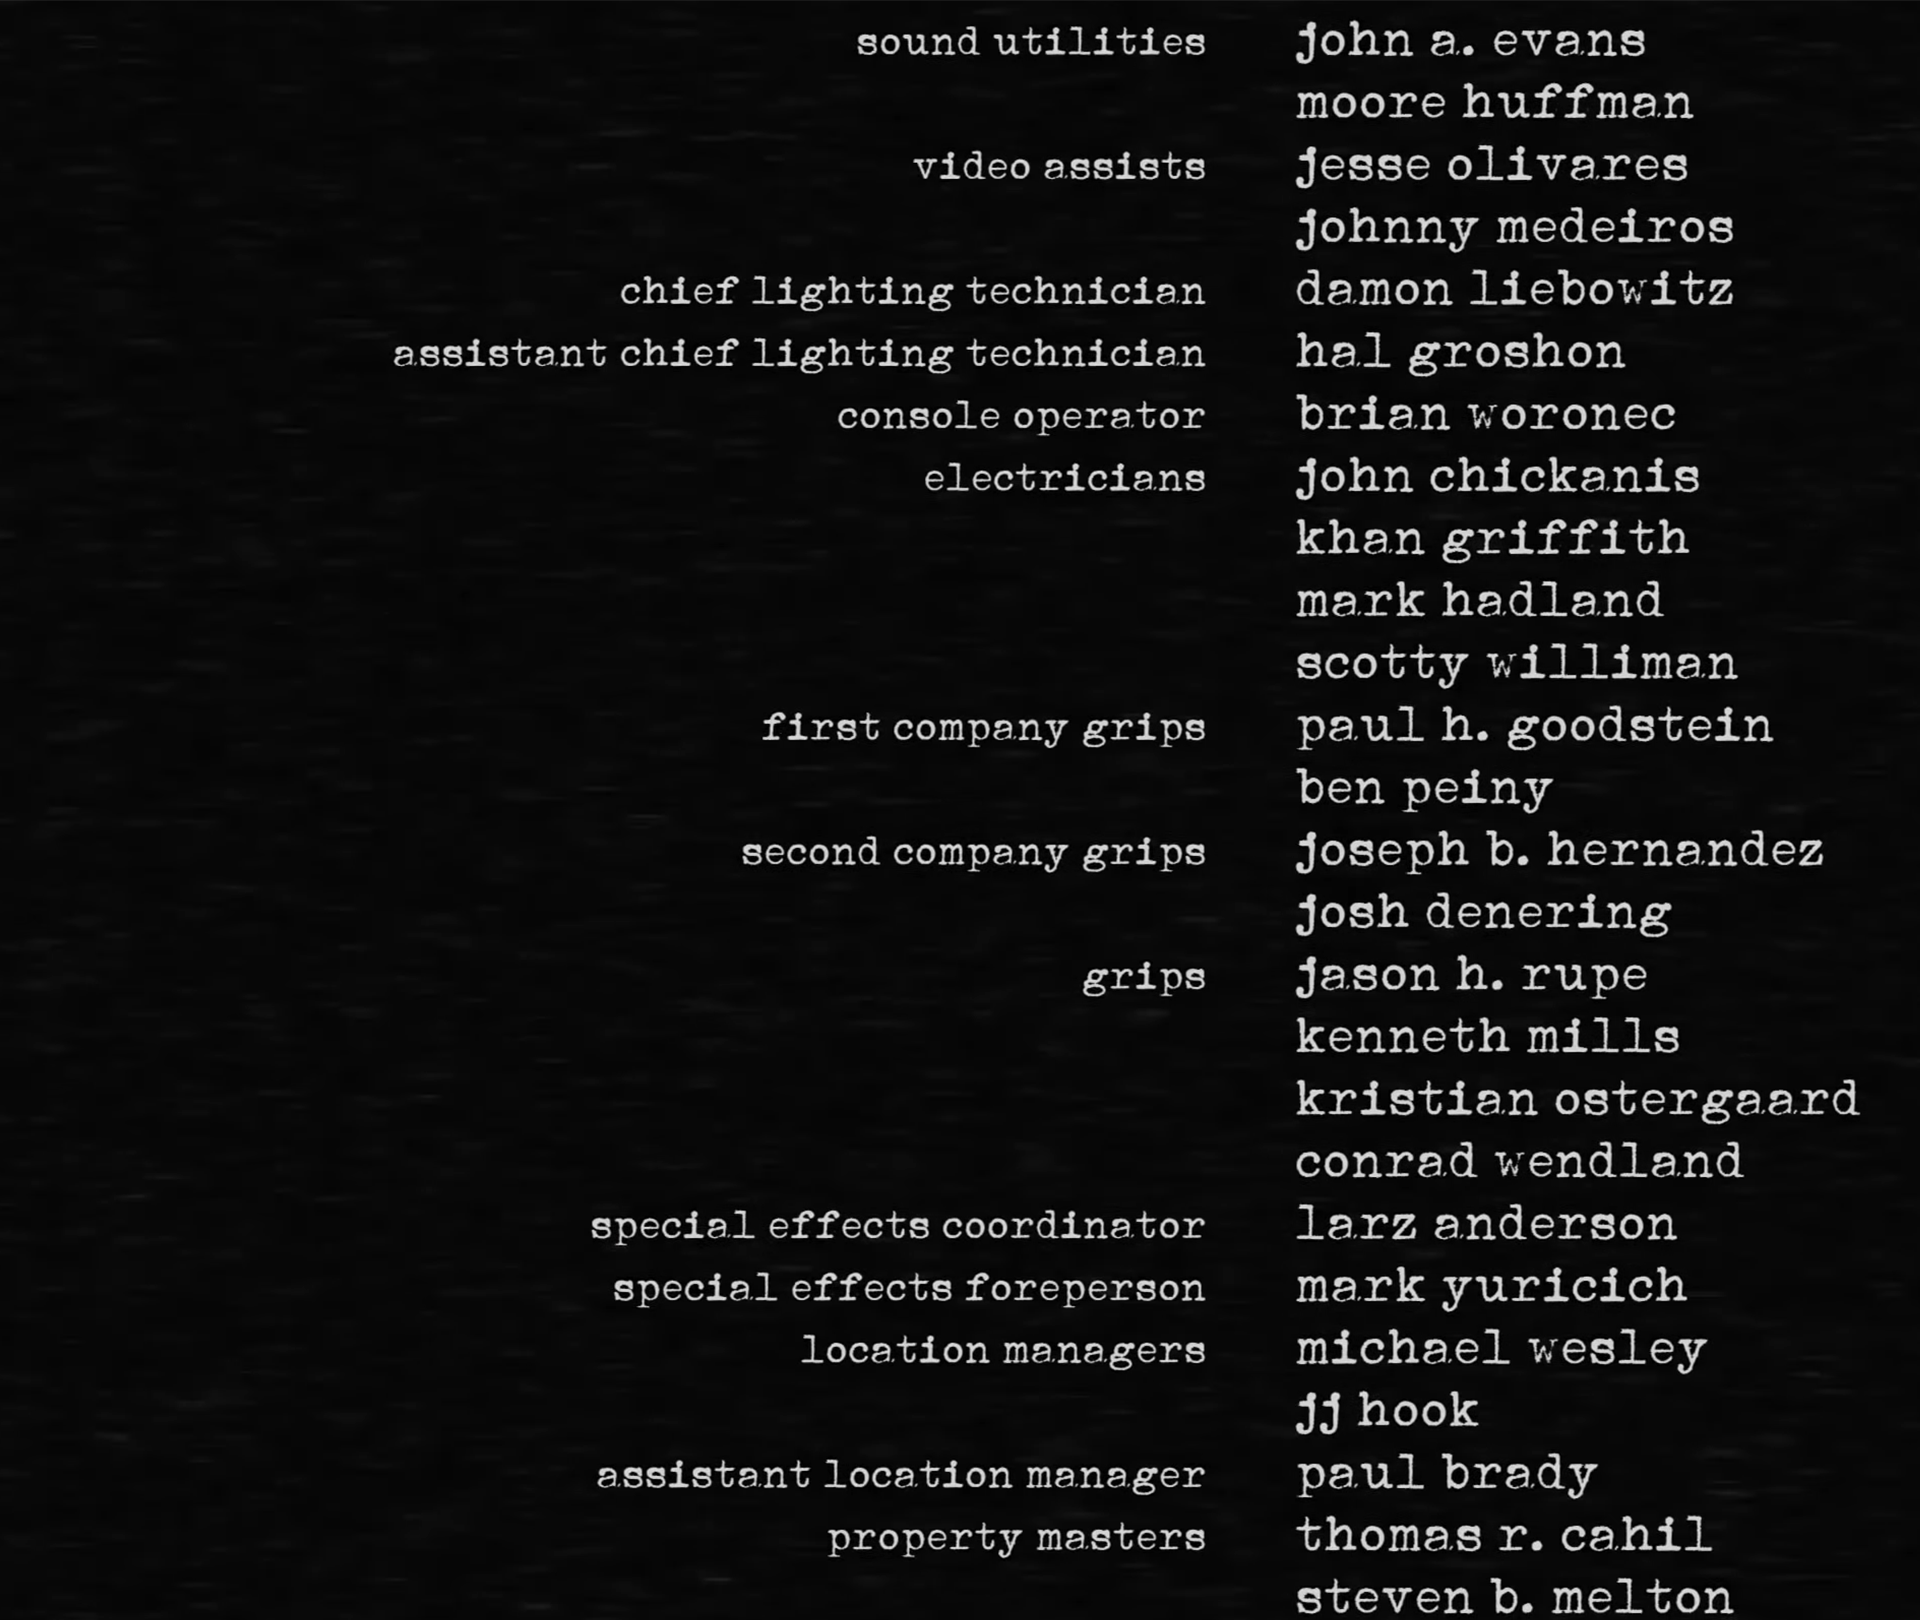 sound utilities john a. evans
moore huffman
video assists jesse olivares
johnny medeiros
chief lighting technician damon liebowitz
assistant chief lighting technician hal groshon
console operator brian woronec
electricians john chickanis
khan griffith
mark hadland
scotty williman
first company grips paul h. goodstein
ben peiny
second company grips joseph b. hernandez
josh denering
grips jason h. rupe
kenneth mills
kristian ostergaard
conrad wendland
special effects coordinator larz anderson
special effects foreperson mark yuricich
location managers michael wesley
jj hook
assistant location manager paul brady
property masters thomas r. cahil
steven b. melton